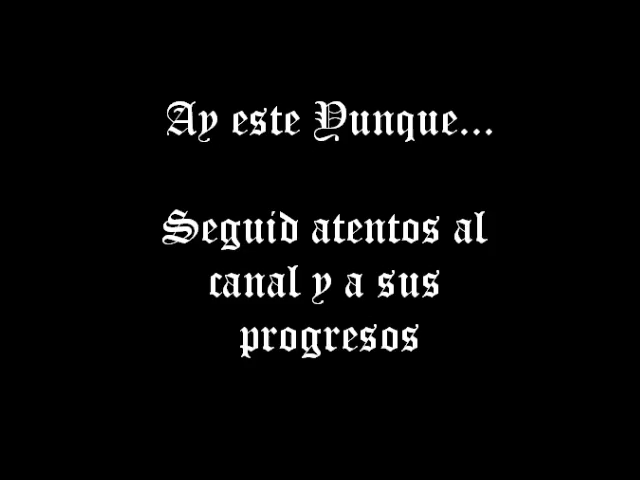 Ay este Yunque...
Seguid atentos al
canal y a sus
progresos